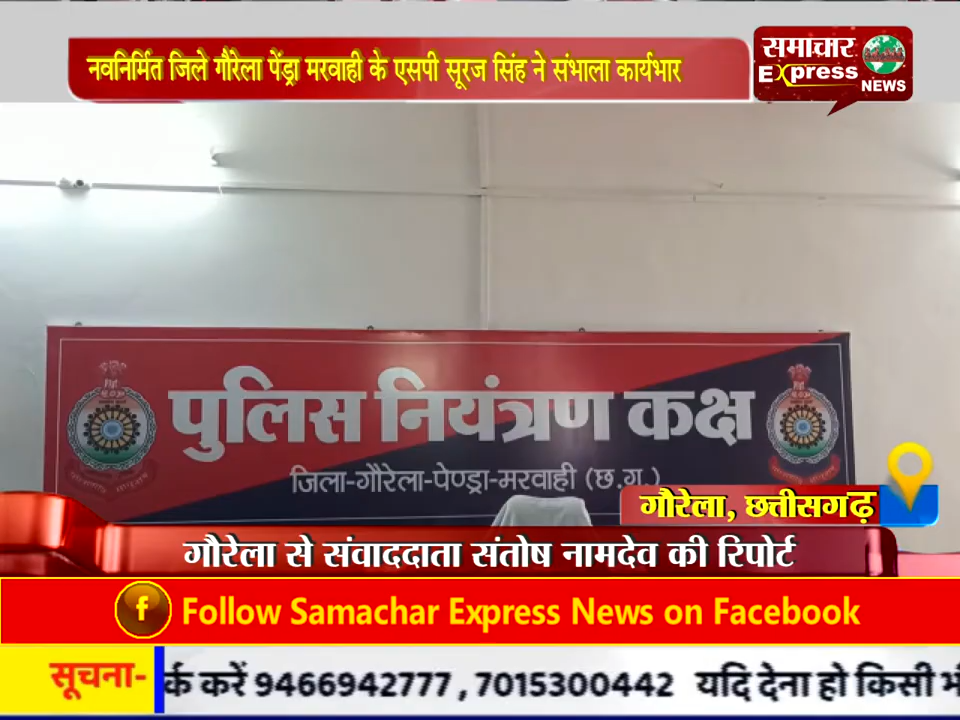 नवनिर्मित जिले गौरेला पेंड्रा मरवाही के एसपी सूरज सिंह ने संभाला कार्यभार
समाचार
Express
NEWS
पुलिस नियंत्रण कक्ष
जिला-गौरेला-पेण्ड्रा-मरवाही (छ.ग.)
गौरेला, छत्तीसगढ़
गौरेला से संवाददाता संतोष नामदेव की रिपोर्ट
f Follow Samachar Express News on Facebook
सूचना- र्क करें 9466942777 , 7015300442 यदि देना हो किसी भी